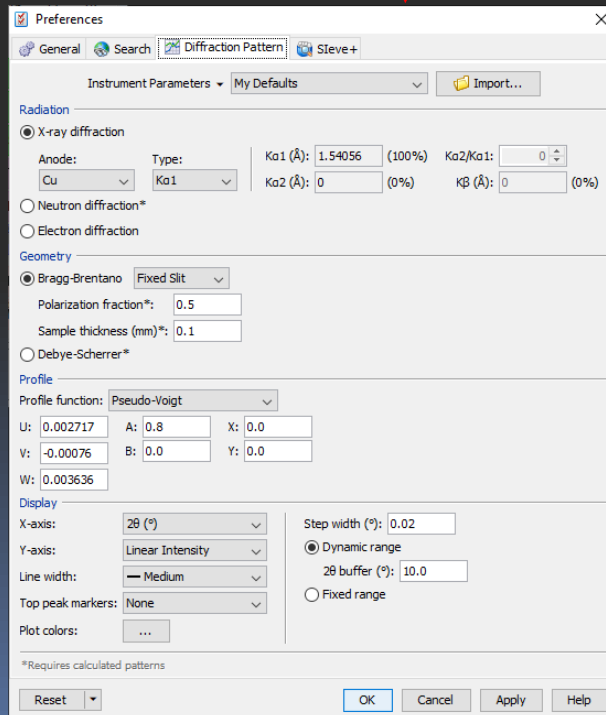 Preferences
General Search Diffraction Pattern SIeve+
Instrument Parameters My Defaults Import...
Radiation
X-ray diffraction
Anode: Type: Kα1 (Å): 1.54056 (100%) Kα2/Kα1: 0
Cu Kα1 Kα2 (Å): 0 (0%) Kβ (Å): 0 (0%)
Neutron diffraction*
Electron diffraction
Geometry
Bragg-Brentano Fixed Slit
Polarization fraction*: 0.5
Sample thickness (mm)*: 0.1
Debye-Scherrer*
Profile
Profile function: Pseudo-Voigt
U: 0.002717 A: 0.8 X: 0.0
V: -0.00076 B: 0.0 Y: 0.0
W: 0.003636
Display
X-axis: 2θ (°) Step width (°): 0.02
Y-axis: Linear Intensity Dynamic range
Line width: Medium 2θ buffer (°): 10.0
Top peak markers: None Fixed range
Plot colors: ...
*Requires calculated patterns
Reset OK Cancel Apply Help